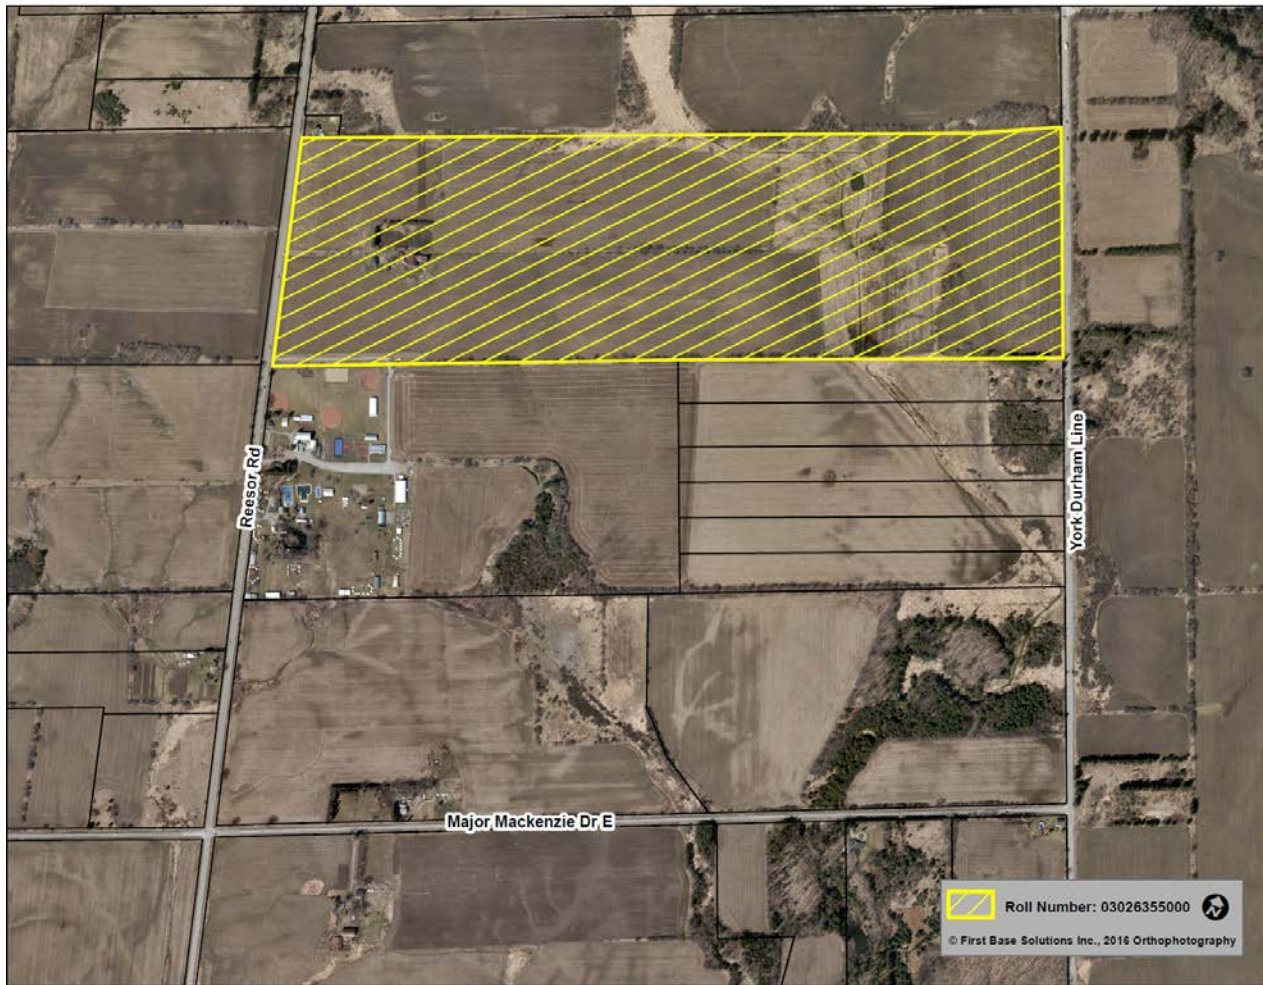 Reesor Rd
York Durham Line
Major Mackenzie Dr E
Roll Number: 03026355000
© First Base Solutions Inc., 2016 Orthophotography